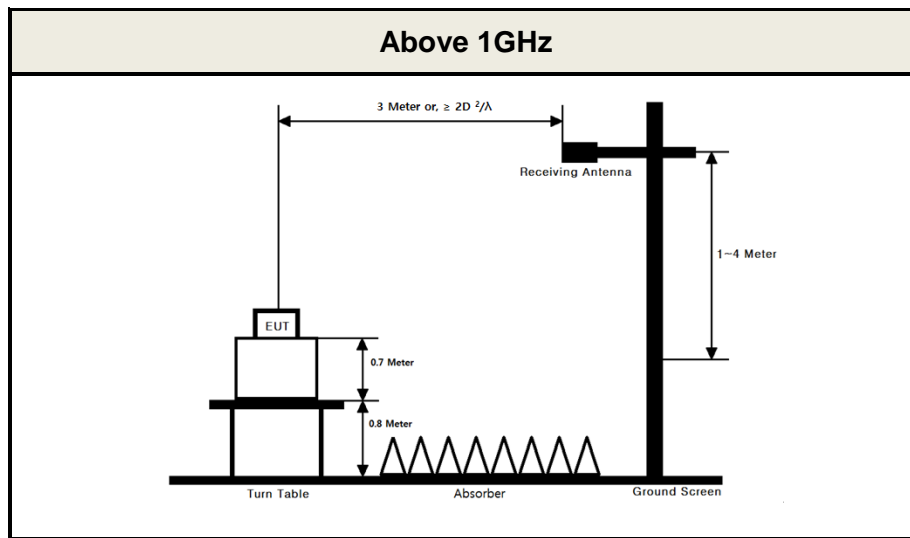 Above 1GHz
3 Meter or, ≥ 2D ²/λ
Receiving Antenna
1~4 Meter
EUT
0.7 Meter
0.8 Meter
Turn Table
Absorber
Ground Screen